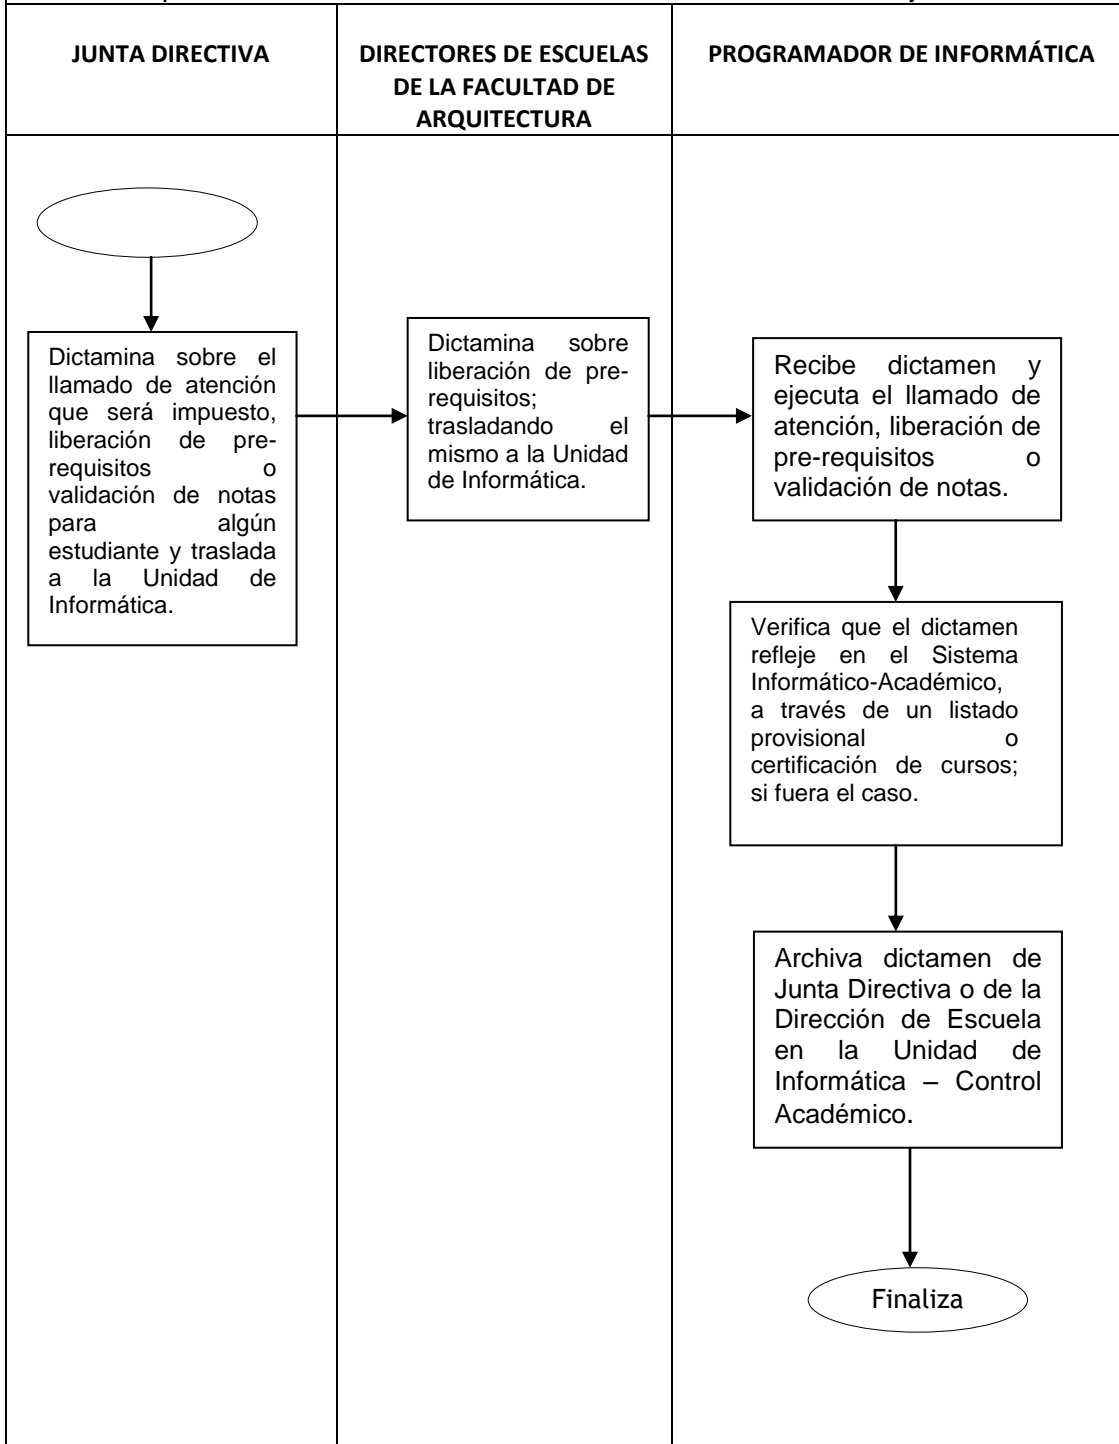 JUNTA DIRECTIVA
DIRECTORES DE ESCUELAS
DE LA FACULTAD DE
ARQUITECTURA
PROGRAMADOR DE INFORMÁTICA
Dictamina sobre el
llamado de atención
que será impuesto,
liberación de pre-
requisitos o
validación de notas
para algún
estudiante y traslada
a la Unidad de
Informática.
Dictamina sobre
liberación de pre-
requisitos;
trasladando el
mismo a la Unidad
de Informática.
Recibe dictamen y
ejecuta el llamado de
atención, liberación de
pre-requisitos o
validación de notas.
Verifica que el dictamen
refleje en el Sistema
Informático-Académico,
a través de un listado
provisional o
certificación de cursos;
si fuera el caso.
Archiva dictamen de
Junta Directiva o de la
Dirección de Escuela
en la Unidad de
Informática – Control
Académico.
Finaliza